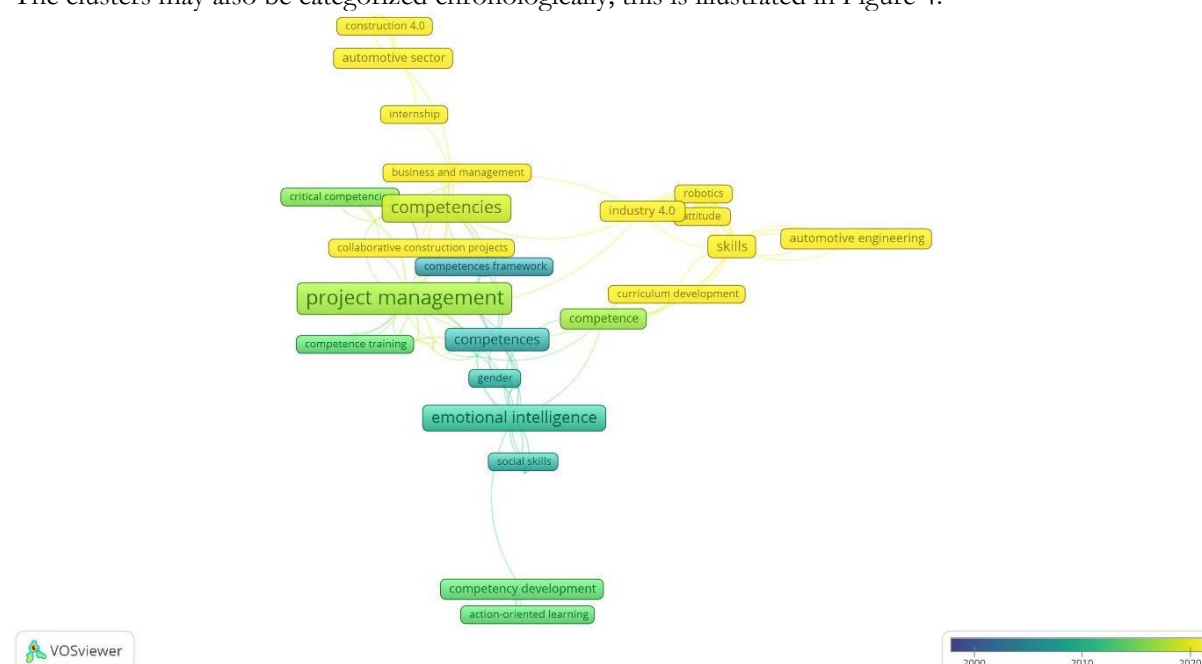 The clusters may also be categorized chronologically, this is illustrated in Figure 4.
construction 4.0
automotive sector
internship
business and management
critical
competencies
robotics
industry 4.0
attitude
collaborative construction projects
skills
automotive engineering
competences framework
project management
curriculum development
competence
competence training
competences
gender
emotional intelligence
social skills
competency development
action-oriented learning
VOSviewer
2000 2010 2020